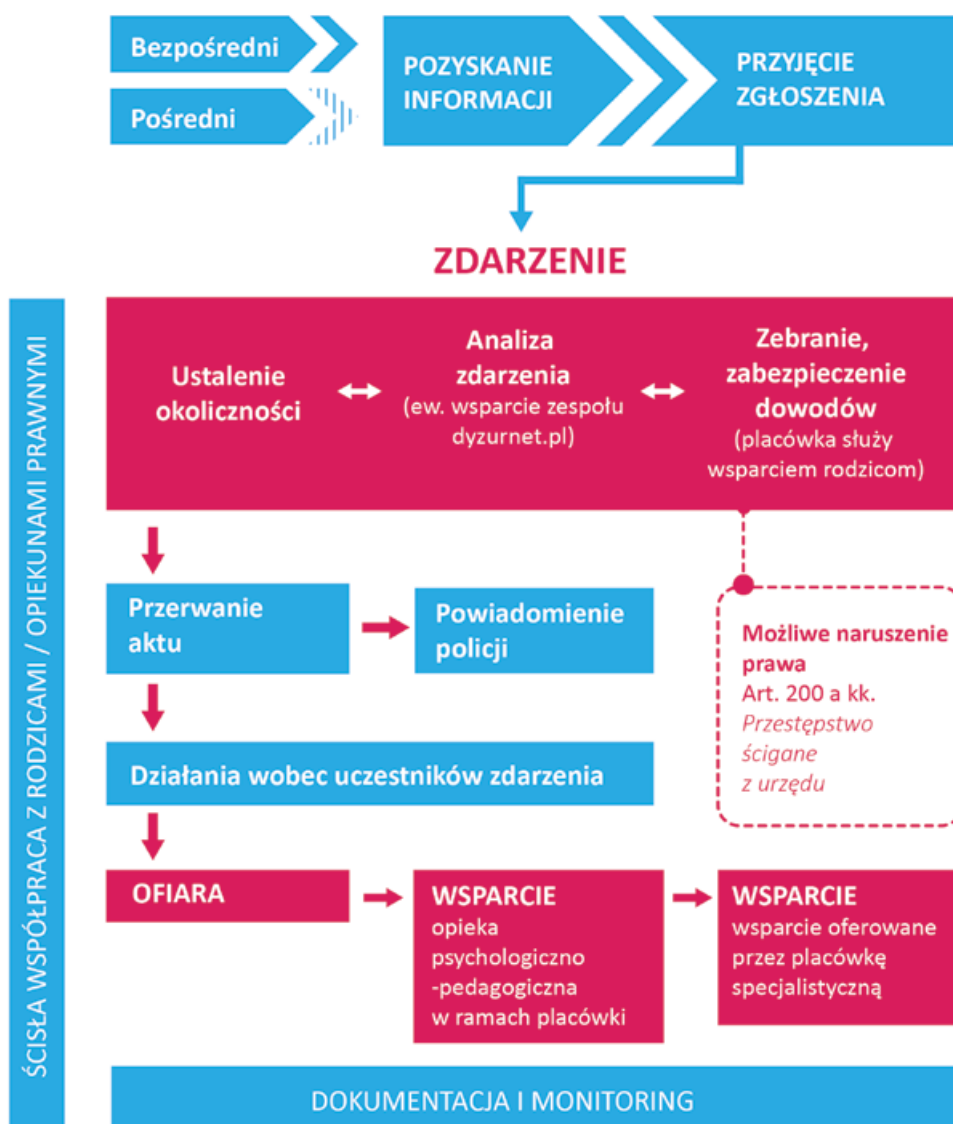 Bezpośredni
Pośredni
POZYSKANIE
INFORMACJI
PRZYJĘCIE
ZGŁOSZENIA
ZDARZENIE
ŚCISŁA WSPÓŁPRACA Z RODZICAMI / OPIEKUNAMI PRAWNYMI
Ustalenie
okoliczności
Analiza
zdarzenia
(ew. wsparcie zespołu
dyzurnet.pl)
Zebranie,
zabezpieczenie
dowodów
(placówka służy
wsparciem rodzicom)
Przerwanie
aktu
Powiadomienie
policji
Możliwe naruszenie
prawa
Art. 200 a kk.
Przestępstwo
ścigane
z urzędu
Działania wobec uczestników zdarzenia
OFIARA
WSPARCIE
opieka
psychologiczno
-pedagogiczna
w ramach placówki
WSPARCIE
wsparcie oferowane
przez placówkę
specjalistyczną
DOKUMENTACJA I MONITORING